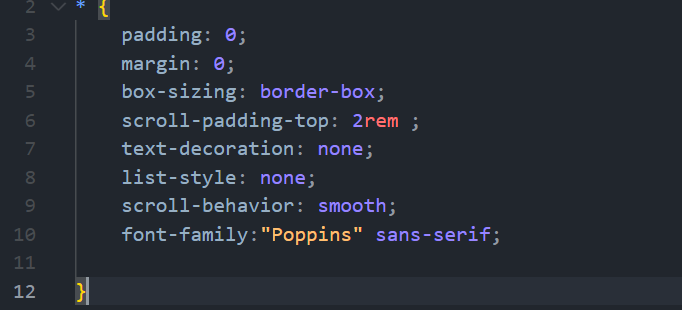 2 * {
3 padding: 0;
4 margin: 0;
5 box-sizing: border-box;
6 scroll-padding-top: 2rem ;
7 text-decoration: none;
8 list-style: none;
9 scroll-behavior: smooth;
10 font-family:"Poppins" sans-serif;
11
12 }